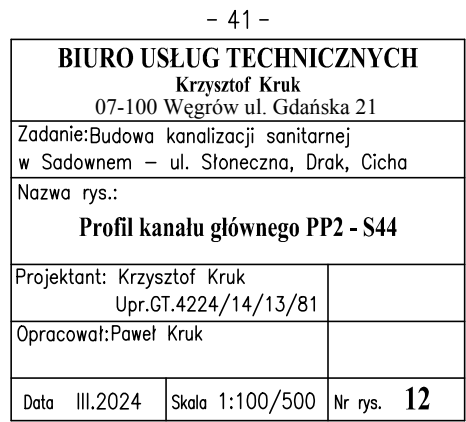 - 41 -
BIURO USŁUG TECHNICZNYCH
Krzysztof Kruk
07-100 Węgrów ul. Gdańska 21
Zadanie:Budowa kanalizacji sanitarnej
w Sadownem – ul. Słoneczna, Drak, Cicha
Nazwa rys.:
Profil kanału głównego PP2 - S44
Projektant: Krzysztof Kruk
Upr.GT.4224/14/13/81
Opracował:Paweł Kruk
Data III.2024 Skala 1:100/500 Nr rys. 12